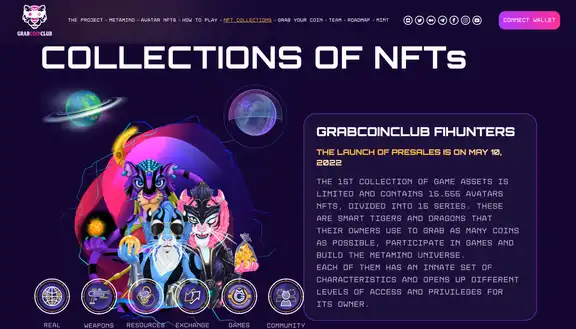 GRABCOINCLUB
THE PROJECT METAMIND AVATAR NFTS HOW TO PLAY NFT COLLECTIONS GRAB YOUR COIN TEAM ROADMAP MINT
CONNECT WALLET
COLLECTIONS OF NFTs
GRABCOINCLUB FIHUNTERS
THE LAUNCH OF PRESALES IS ON MAY 10,
2022
THE 1ST COLLECTION OF GAME ASSETS IS
LIMITED AND CONTAINS 15.555 AVATARS
NFTS, DIVIDED INTO 15 SERIES. THESE
ARE SMART TIGERS AND DRAGONS THAT
THEIR OWNERS USE TO GRAB AS MANY COINS
AS POSSIBLE, PARTICIPATE IN GAMES AND
BUILD THE METAMIND UNIVERSE.
EACH OF THEM HAS AN INNATE SET OF
CHARACTERISTICS AND OPENS UP DIFFERENT
LEVELS OF ACCESS AND PRIVILEGES FOR
ITS OWNER.
REAL WEAPONS RESOURCES EXCHANGE GAMES COMMUNITY